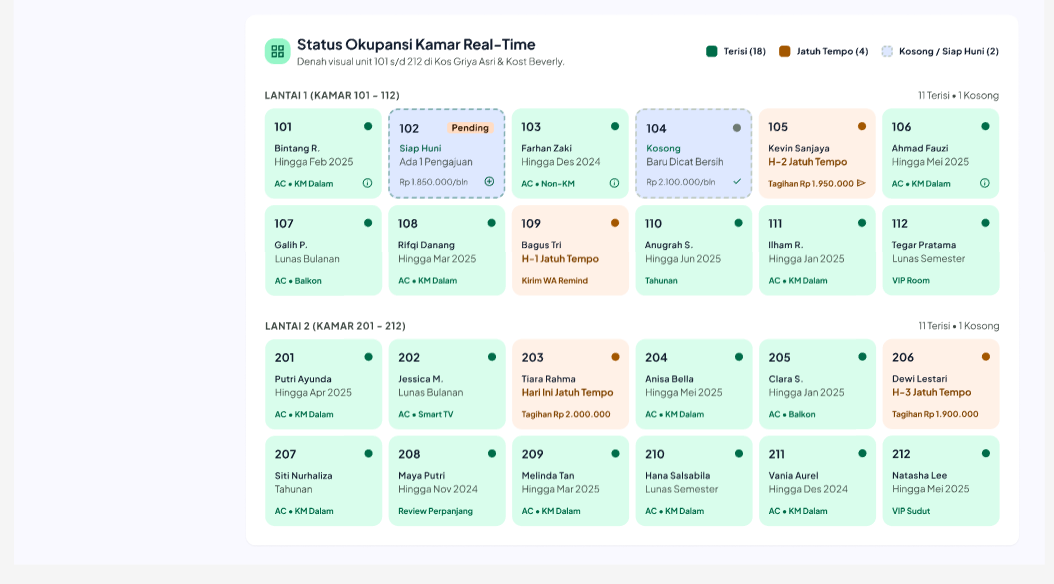 Status Okupansi Kamar Real-Time
Denah visual unit 101 s/d 212 di Kos Griya Asri & Kost Beverly.
Terisi (18)
Jatuh Tempo (4)
Kosong / Siap Huni (2)
LANTAI 1 (KAMAR 101 - 112)
11 Terisi • 1 Kosong
101
Bintang R.
Hingga Feb 2025
AC • KM Dalam
102
Pending
Siap Huni
Ada 1 Pengajuan
Rp 1.850.000/bln
103
Farhan Zaki
Hingga Des 2024
AC • Non-KM
104
Kosong
Baru Dicat Bersih
Rp 2.100.000/bln
105
Kevin Sanjaya
H-2 Jatuh Tempo
Tagihan Rp 1.950.000
106
Ahmad Fauzi
Hingga Mei 2025
AC • KM Dalam
107
Galih P.
Lunas Bulanan
AC • Balkon
108
Rifqi Danang
Hingga Mar 2025
AC • KM Dalam
109
Bagus Tri
H-1 Jatuh Tempo
Kirim WA Remind
110
Anugrah S.
Hingga Jun 2025
Tahunan
111
Ilham R.
Hingga Jan 2025
AC • KM Dalam
112
Tegar Pratama
Lunas Semester
VIP Room
LANTAI 2 (KAMAR 201 - 212)
11 Terisi • 1 Kosong
201
Putri Ayunda
Hingga Apr 2025
AC • KM Dalam
202
Jessica M.
Lunas Bulanan
AC • Smart TV
203
Tiara Rahma
Hari Ini Jatuh Tempo
Tagihan Rp 2.000.000
204
Anisa Bella
Hingga Mei 2025
AC • KM Dalam
205
Clara S.
Hingga Jan 2025
AC • Balkon
206
Dewi Lestari
H-3 Jatuh Tempo
Tagihan Rp 1.900.000
207
Siti Nurhaliza
Tahunan
AC • KM Dalam
208
Maya Putri
Hingga Nov 2024
Review Perpanjang
209
Melinda Tan
Hingga Mar 2025
AC • KM Dalam
210
Hana Salsabila
Lunas Semester
AC • KM Dalam
211
Vania Aurel
Hingga Des 2024
AC • KM Dalam
212
Natasha Lee
Hingga Mei 2025
VIP Sudut